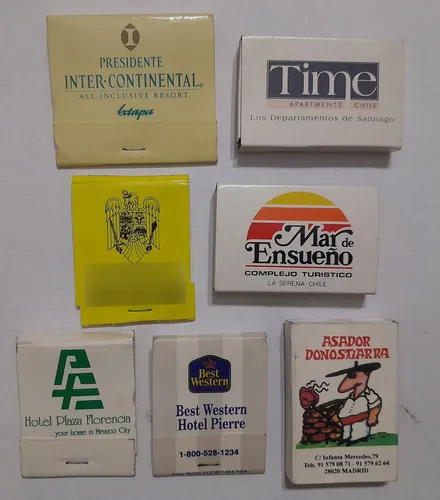 PRESIDENTE
INTER·CONTINENTAL®
ALL INCLUSIVE RESORT
Ixtapa
Time
APARTMENTS CHILE
Los Departamentos de Santiago
Mar de
Ensueño
COMPLEJO TURISTICO
LA SERENA·CHILE
Hotel Plaza Florencia
...your home in Mexico City
Best
Western
Best Western
Hotel Pierre
1-800-528-1234
ASADOR
DONOSTIARRA
C/ Infanta Mercedes,79
Tels. 91 579 08 71 - 91 579 62 64
28020 MADRID